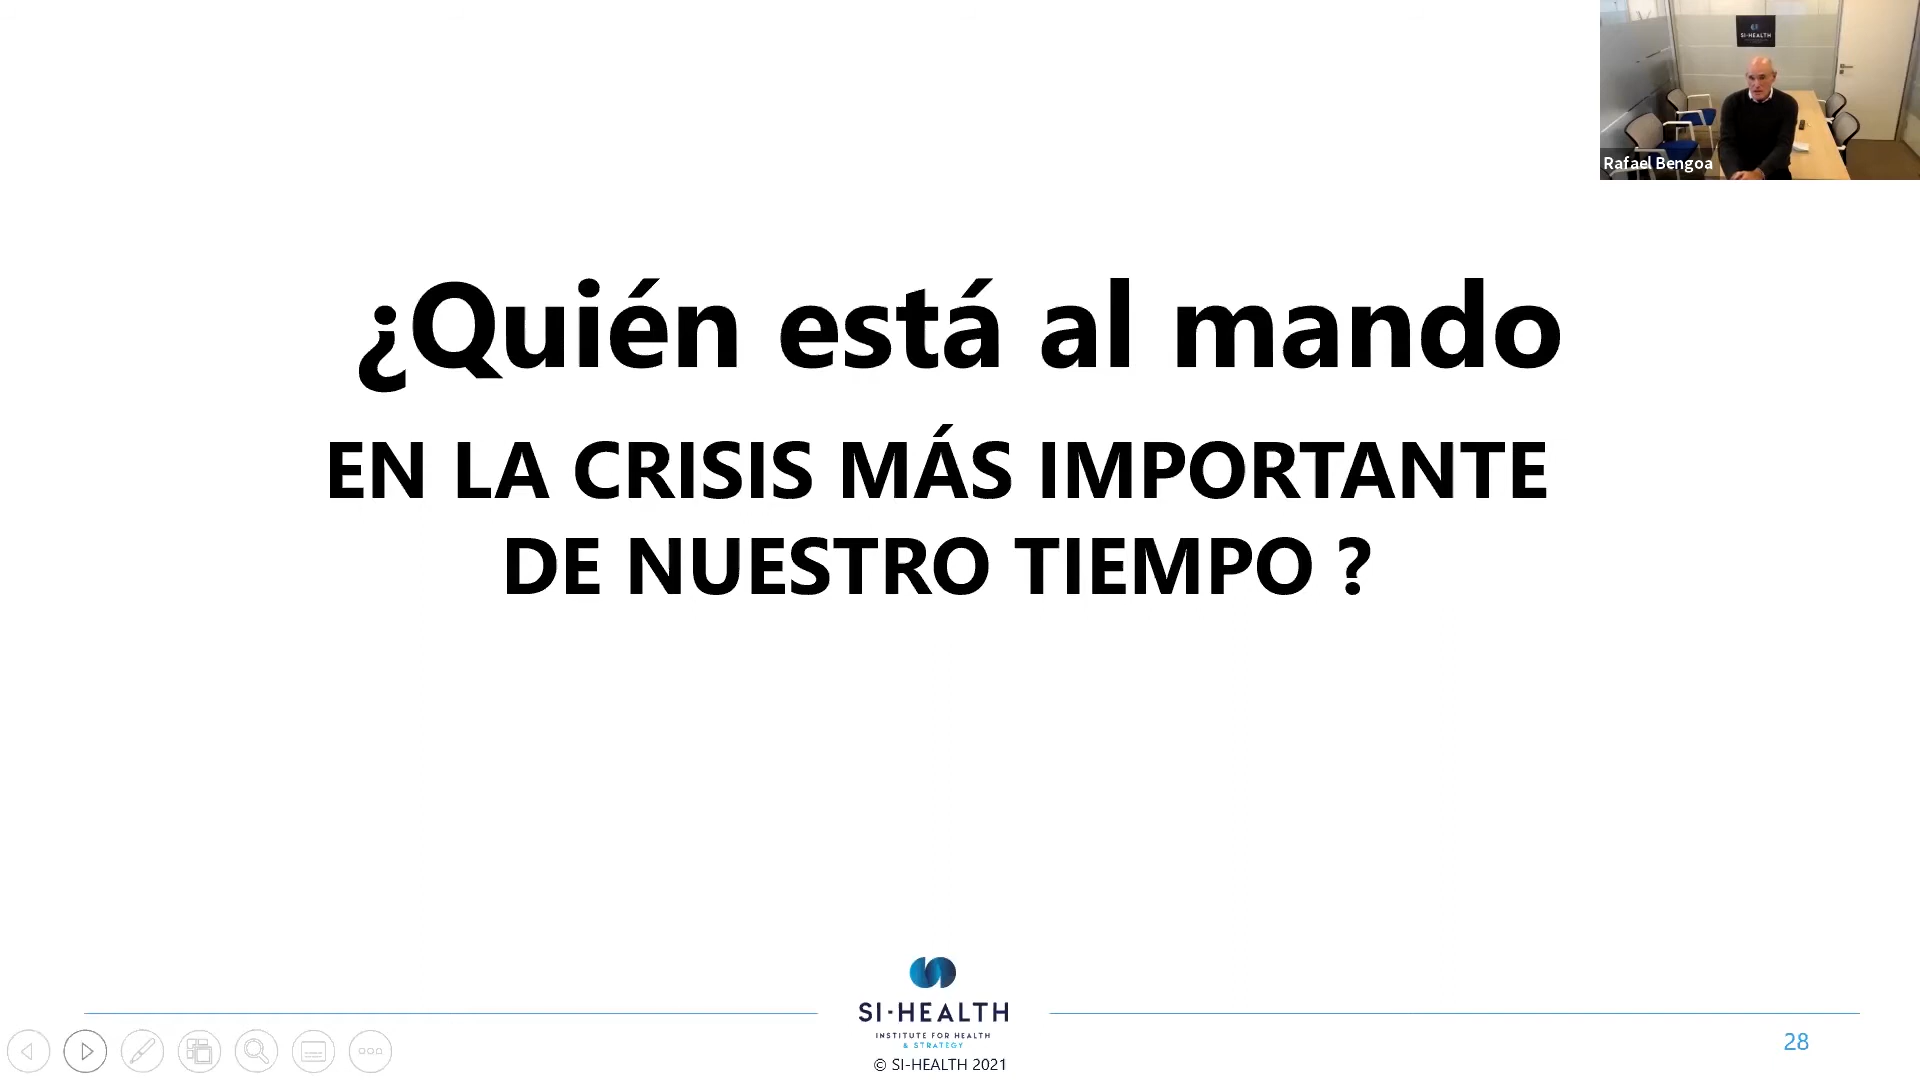 SI-HEALTH
Rafael Bengoa
¿Quién está al mando
EN LA CRISIS MÁS IMPORTANTE
DE NUESTRO TIEMPO ?
SI·HEALTH
INSTITUTE FOR HEALTH
& STRATEGY
© SI-HEALTH 2021
28